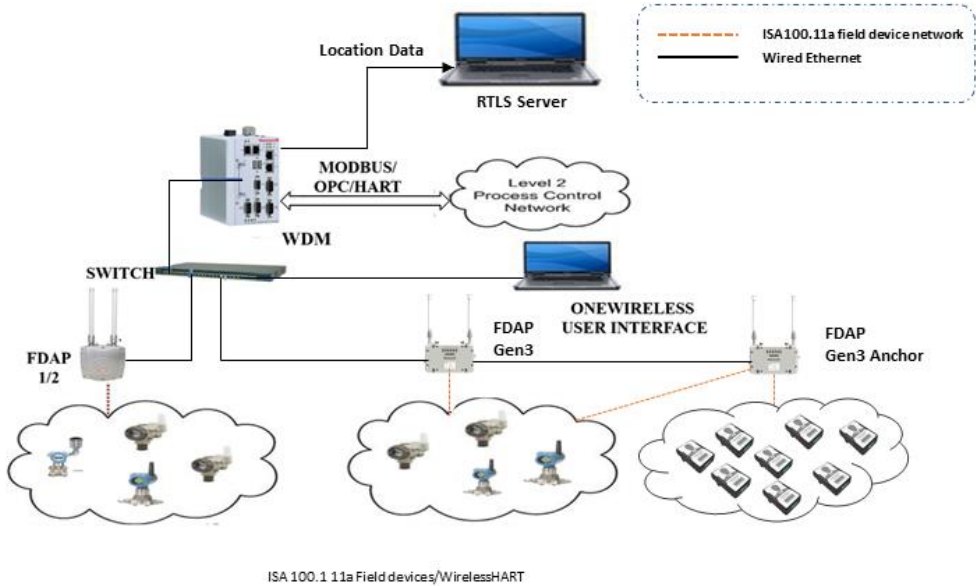 Location Data
RTLS Server
ISA100.11a field device network
Wired Ethernet
MODBUS/
OPC/HART
Level 2
Process Control
Network
WDM
SWITCH
ONEWIRELESS
USER INTERFACE
FDAP
1/2
FDAP
Gen3
FDAP
Gen3 Anchor
ISA 100.1 11a Field devices/WirelessHART